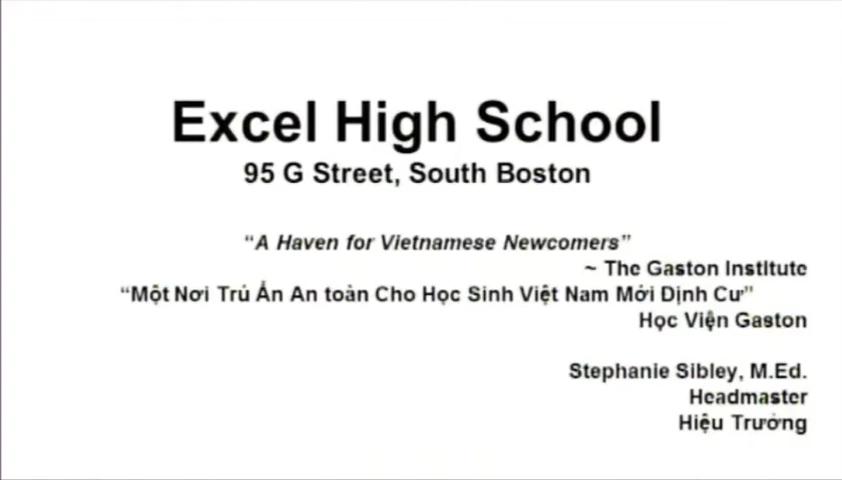 Excel High School
95 G Street, South Boston
“A Haven for Vietnamese Newcomers”
~ The Gaston Institute
“Một Nơi Trú Ẩn An toàn Cho Học Sinh Việt Nam Mới Định Cư”
Học Viện Gaston
Stephanie Sibley, M.Ed.
Headmaster
Hiệu Trưởng